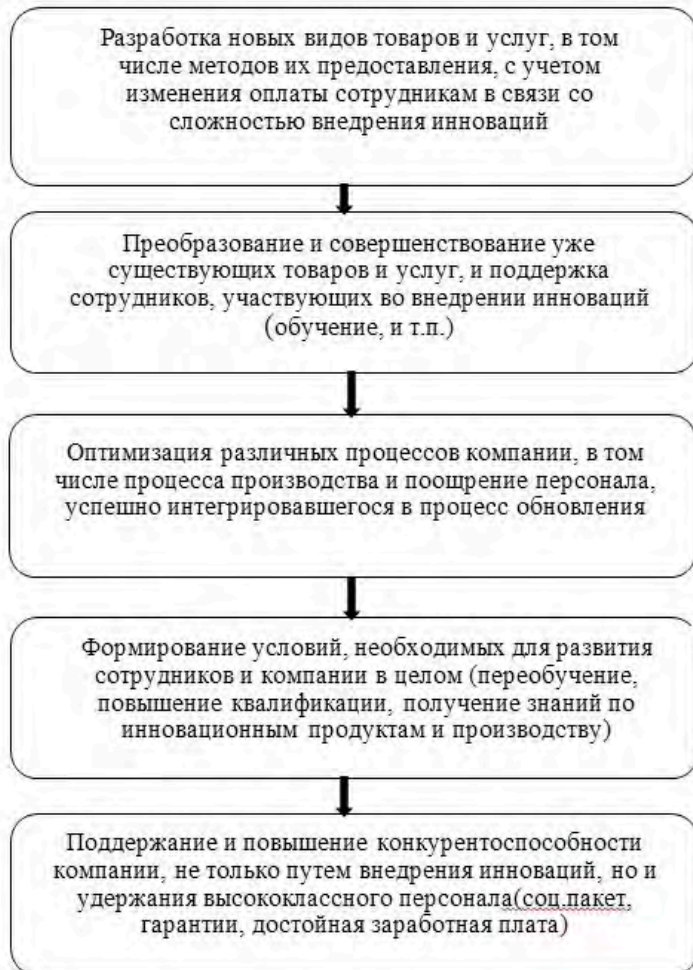 Разработка новых видов товаров и услуг, в том
числе методов их предоставления, с учетом
изменения оплаты сотрудникам в связи со
сложностью внедрения инноваций
Преобразование и совершенствование уже
существующих товаров и услуг, и поддержка
сотрудников, участвующих во внедрении инноваций
(обучение, и т.п.)
Оптимизация различных процессов компании, в том
числе процесса производства и поощрение персонала,
успешно интегрировавшегося в процесс обновления
Формирование условий, необходимых для развития
сотрудников и компании в целом (переобучение,
повышение квалификации, получение знаний по
инновационным продуктам и производству)
Поддержание и повышение конкурентоспособности
компании, не только путем внедрения инноваций, но и
удержания высококлассного персонала(соц.пакет,
гарантии, достойная заработная плата)